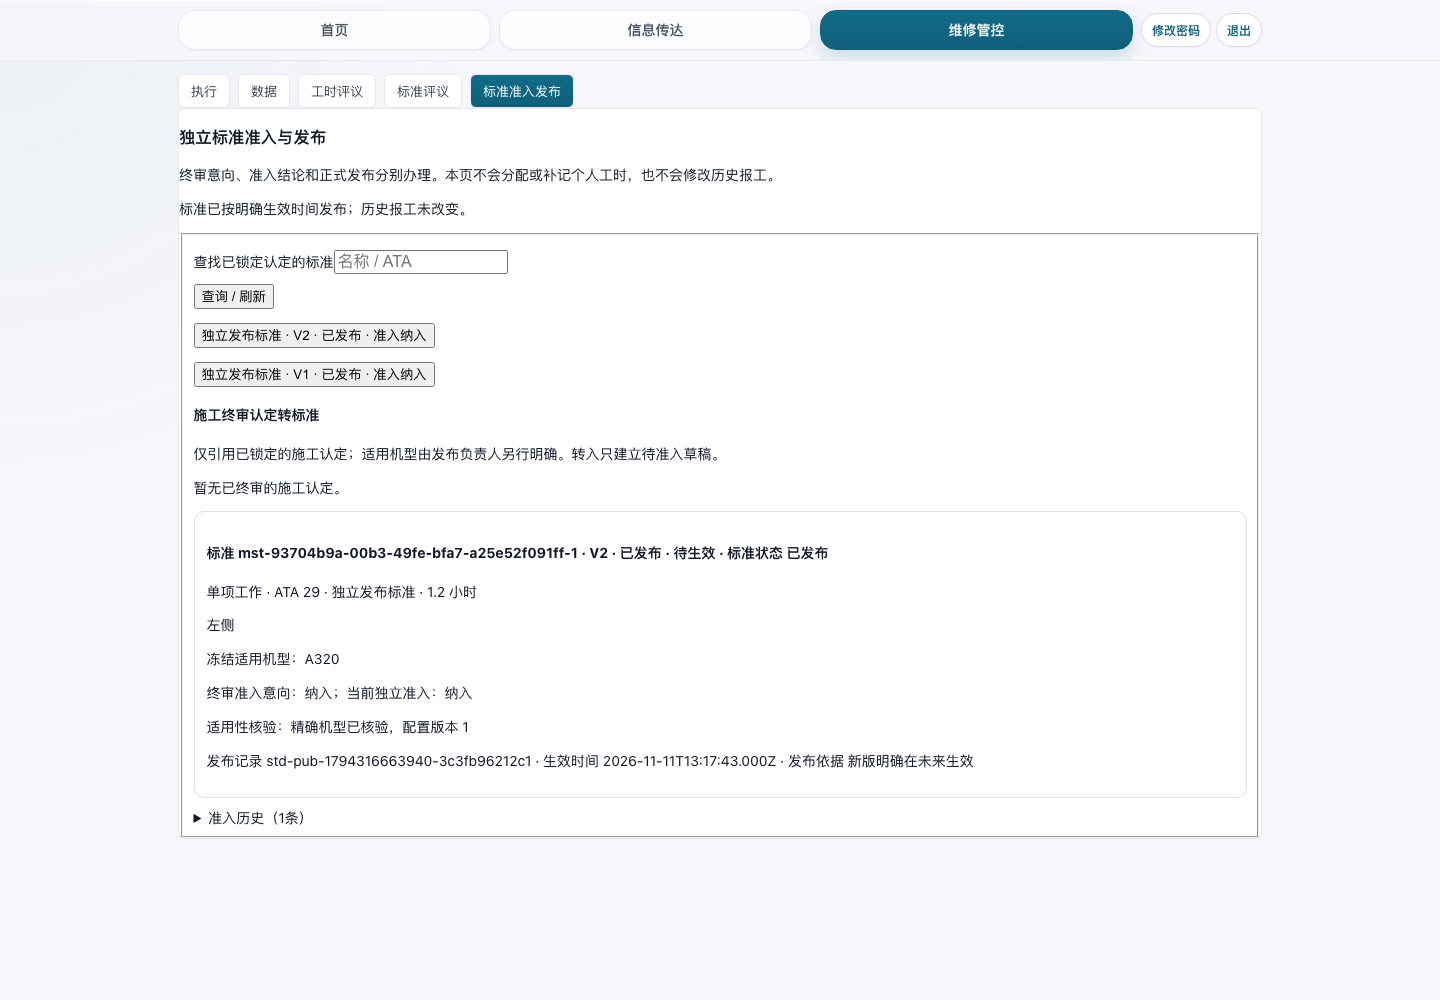 首页
信息传达
维修管控
修改密码
退出
执行
数据
工时评议
标准评议
标准准入发布
独立标准准入与发布
终审意向、准入结论和正式发布分别办理。本页不会分配或补记个人工时，也不会修改历史报工。
标准已按明确生效时间发布；历史报工未改变。
查找已锁定认定的标准 名称 / ATA
查询 / 刷新
独立发布标准 · V2 · 已发布 · 准入纳入
独立发布标准 · V1 · 已发布 · 准入纳入
施工终审认定转标准
仅引用已锁定的施工认定；适用机型由发布负责人另行明确。转入只建立待准入草稿。
暂无已终审的施工认定。
标准 mst-93704b9a-00b3-49fe-bfa7-a25e52f091ff-1 · V2 · 已发布 · 待生效 · 标准状态 已发布
单项工作 · ATA 29 · 独立发布标准 · 1.2 小时
左侧
冻结适用机型：A320
终审准入意向：纳入；当前独立准入：纳入
适用性核验：精确机型已核验，配置版本 1
发布记录 std-pub-1794316663940-3c3fb96212c1 · 生效时间 2026-11-11T13:17:43.000Z · 发布依据 新版明确在未来生效
▶ 准入历史（1条）